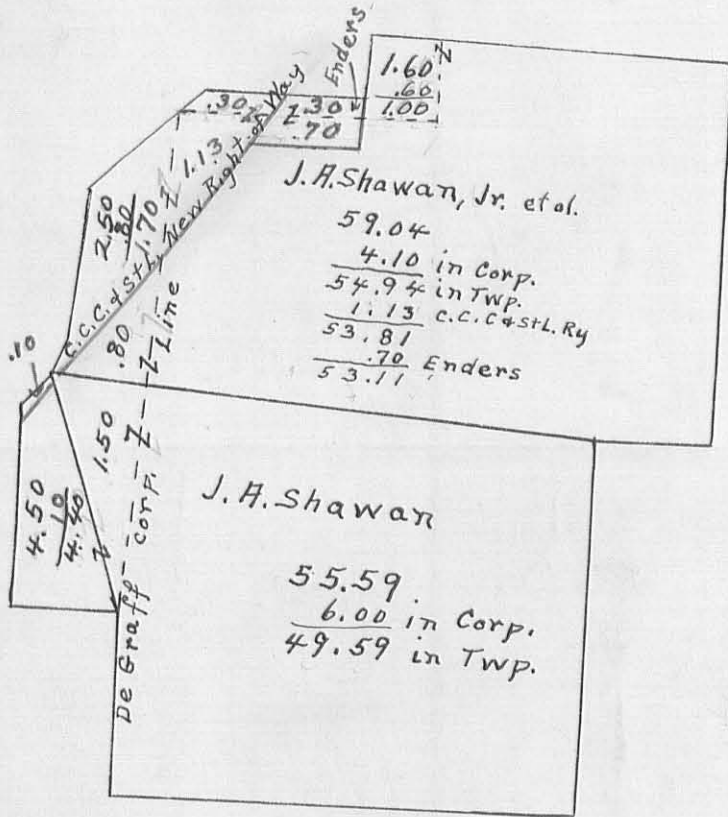 Enders
1.60
.60
1.00
.30
.30
.70
C.C.C. & St.L. New Right of Way
1.13
1.70
2.50
.80
.80
.10
J.A. Shawan, Jr. et al.
59.04
4.10 in Corp.
54.94 in Twp.
1.13 C.C.C & St L. Ry
53.81
.70 Enders
53.11
De Graff corp. Line
1.50
4.50
10
4.40
J.A. Shawan
55.59
6.00 in Corp.
49.59 in Twp.